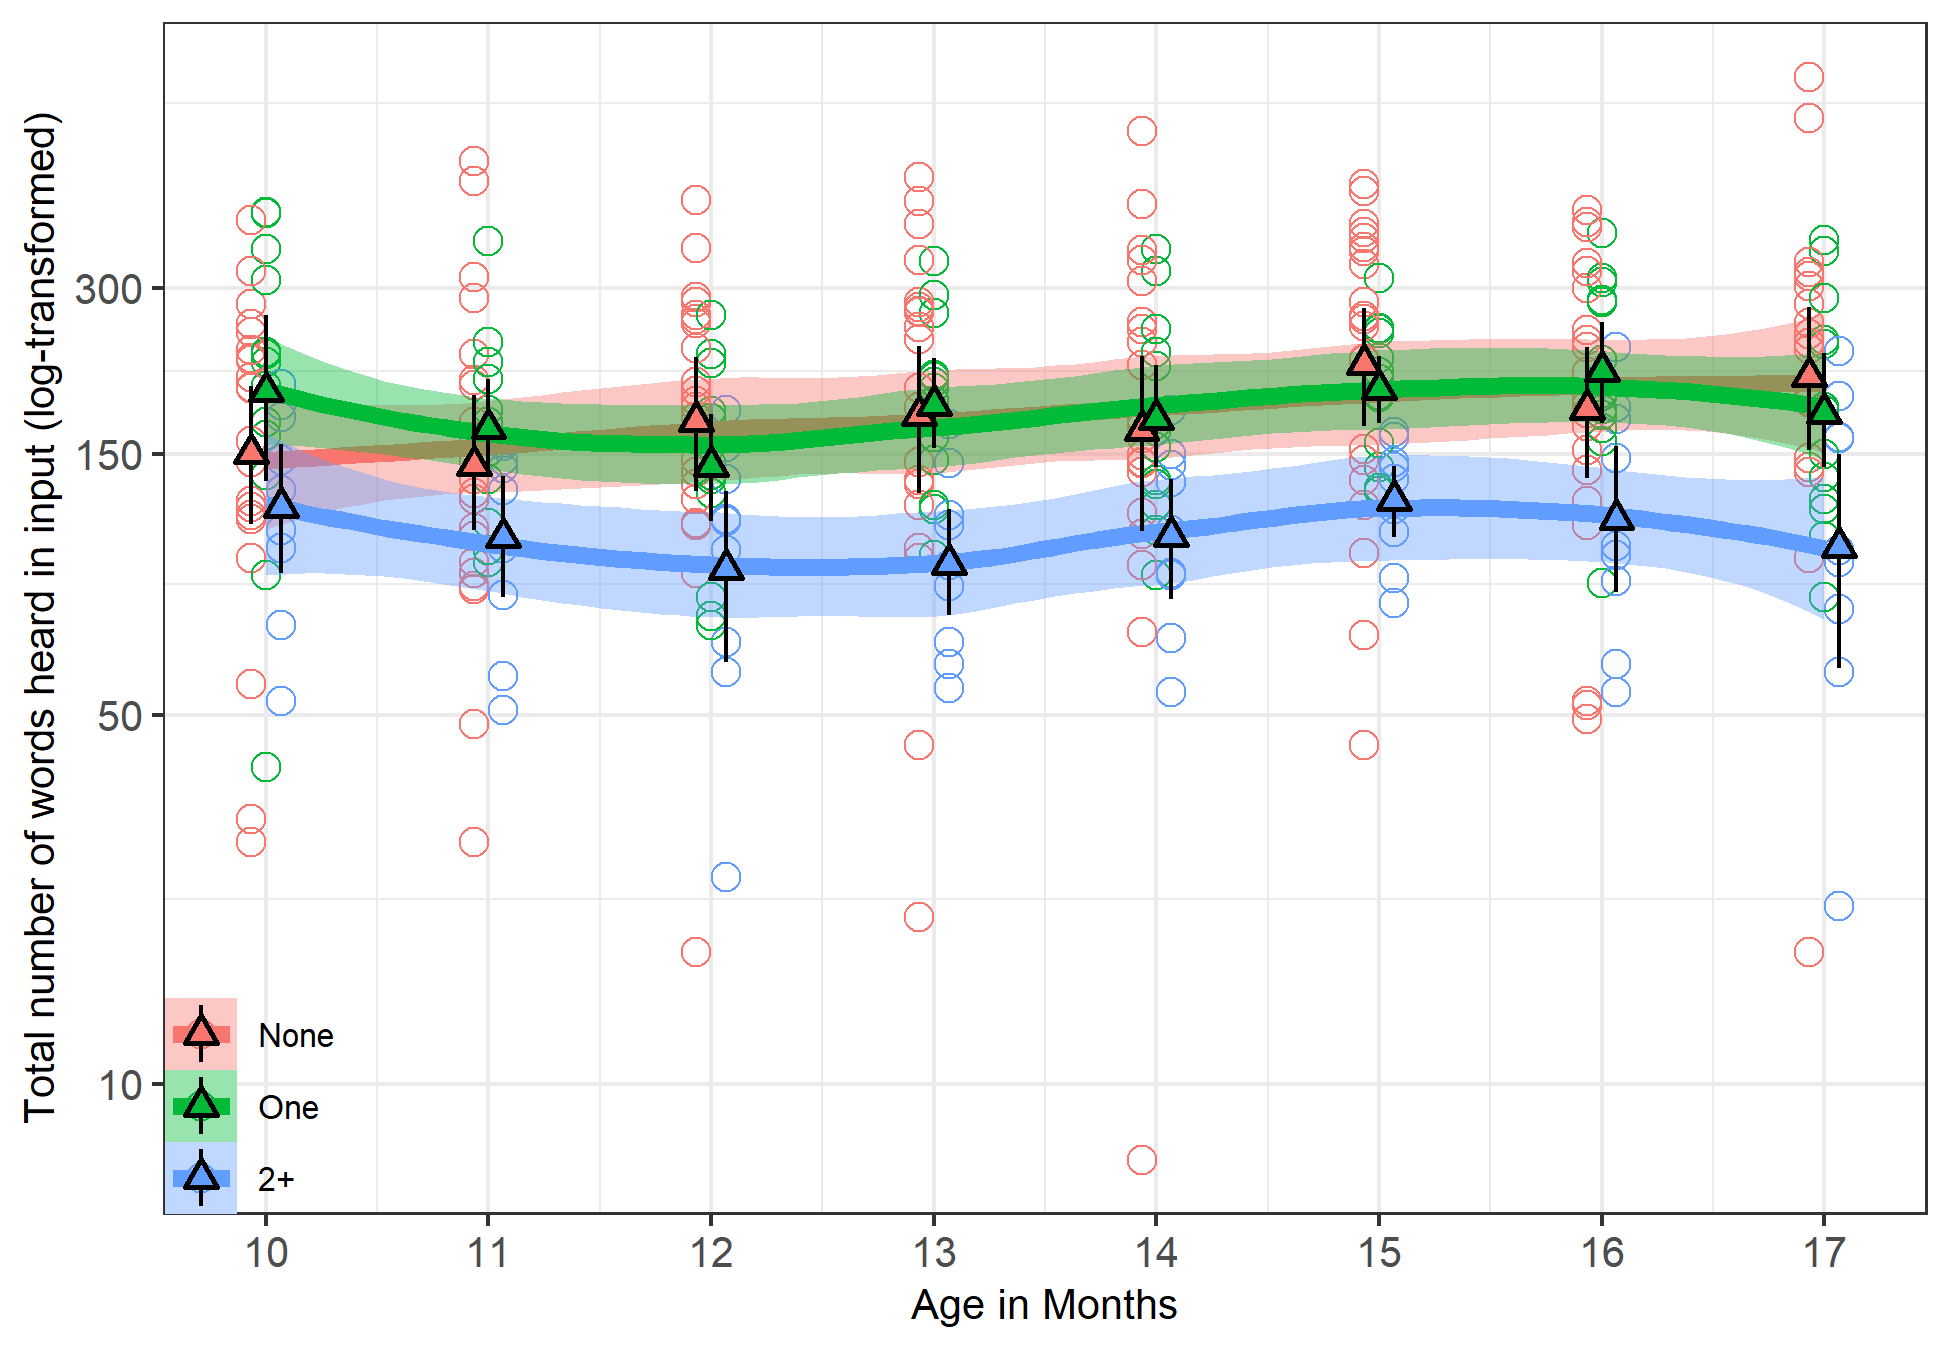 Total number of words heard in input (log-transformed)
300
150
50
10
None
One
2+
10 11 12 13 14 15 16 17
Age in Months